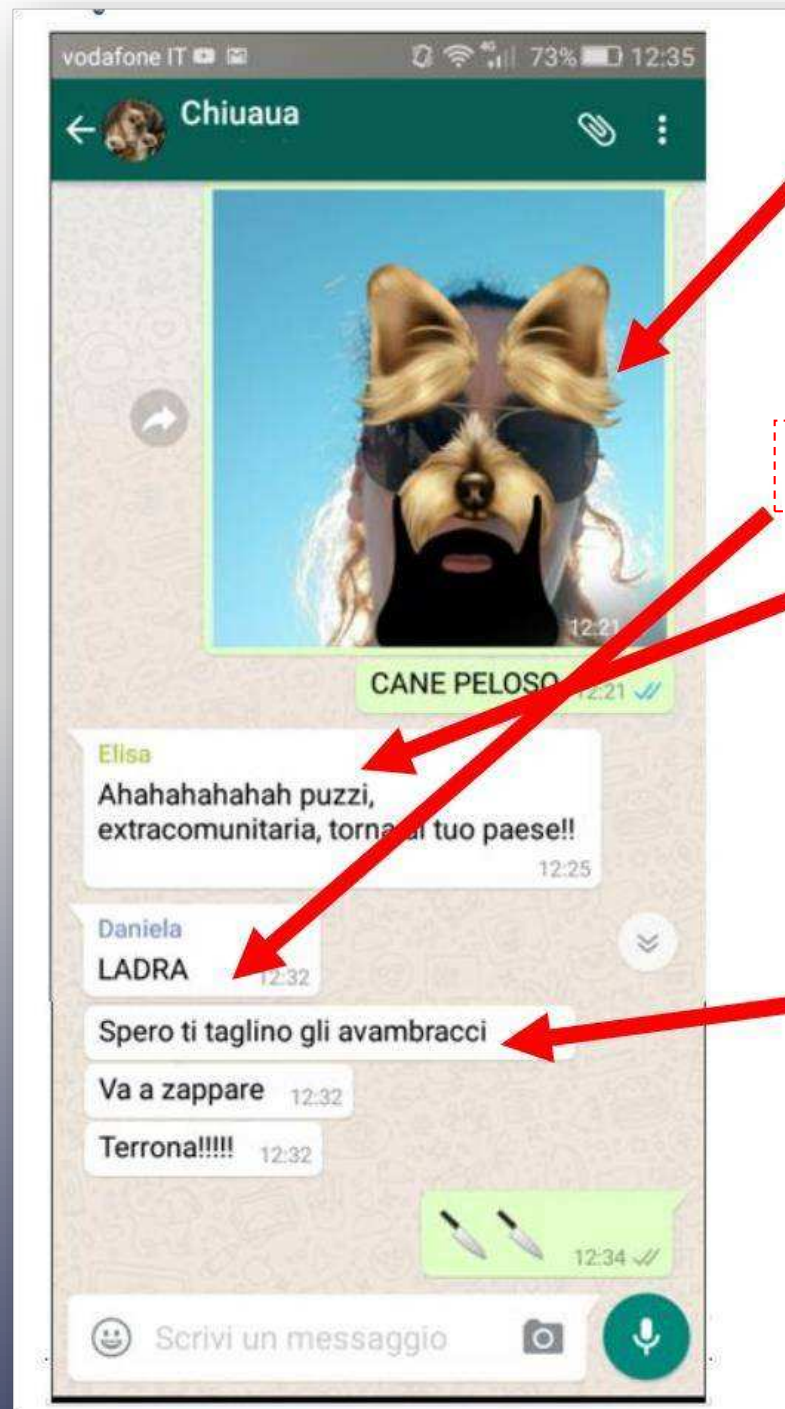 vodafone IT 4G 73% 12:35
Chiuaua
12:21
CANE PELOSO 12:21
Elisa
Ahahahahahah puzzi,
extracomunitaria, torna al tuo paese!!
12:25
Daniela
LADRA 12:32
Spero ti taglino gli avambracci
Va a zappare 12:32
Terrona!!!!! 12:32
12:34
Scrivi un messaggio